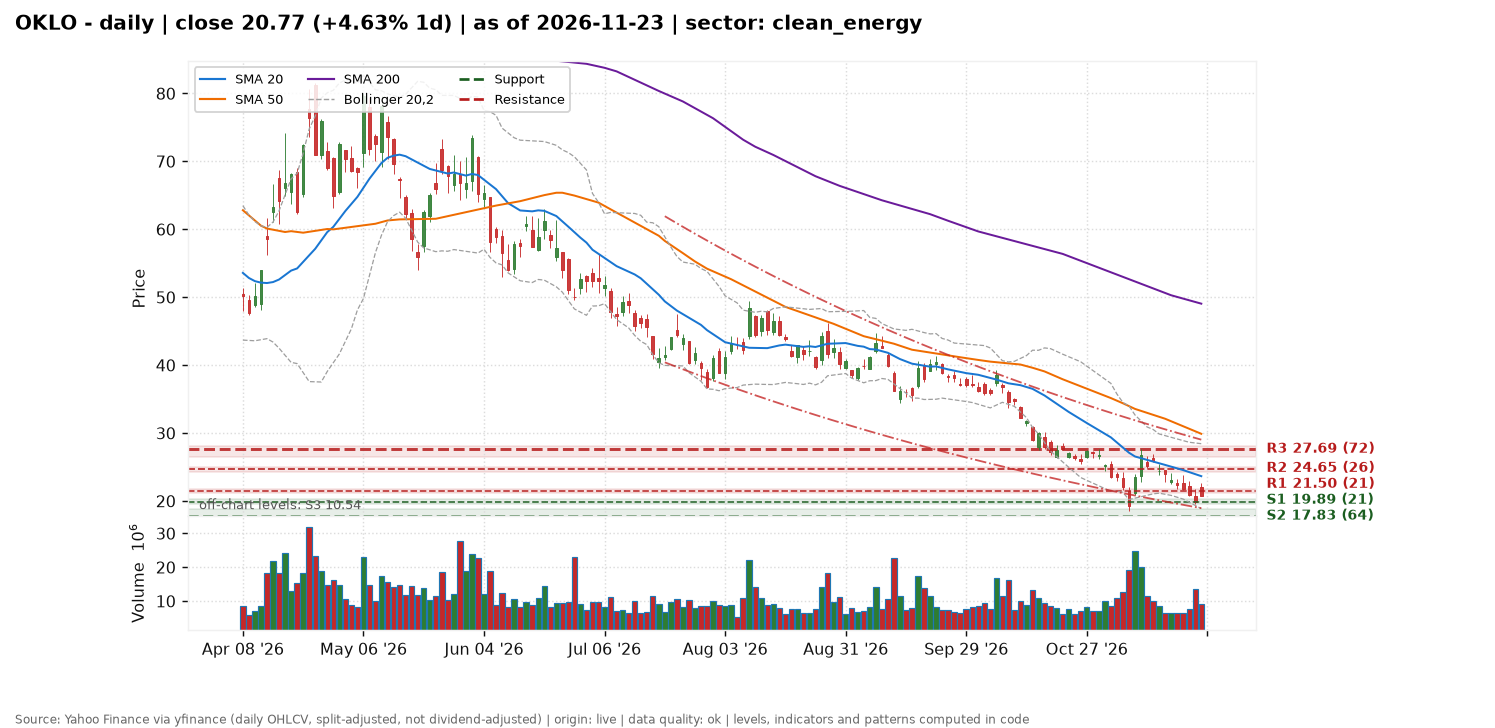 OKLO - daily | close 20.77 (+4.63% 1d) | as of 2026-11-23 | sector: clean_energy
SMA 20
SMA 50
SMA 200
Bollinger 20,2
Support
Resistance
Price
80
70
60
50
40
30
20
R3 27.69 (72)
R2 24.65 (26)
R1 21.50 (21)
S1 19.89 (21)
S2 17.83 (64)
off-chart levels: S3 10.54
Volume 10^6
30
20
10
Apr 08 '26
May 06 '26
Jun 04 '26
Jul 06 '26
Aug 03 '26
Aug 31 '26
Sep 29 '26
Oct 27 '26
Source: Yahoo Finance via yfinance (daily OHLCV, split-adjusted, not dividend-adjusted) | origin: live | data quality: ok | levels, indicators and patterns computed in code